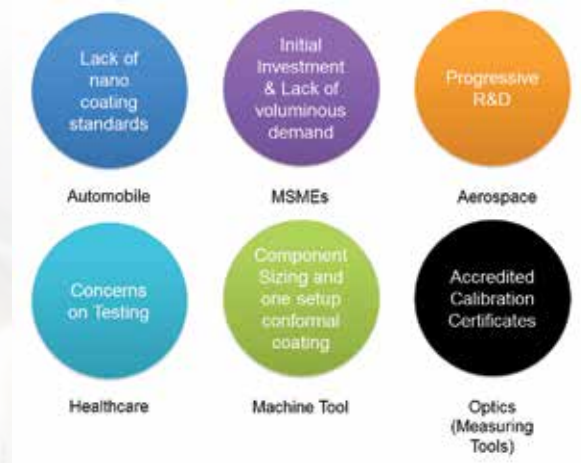 Lack of
nano
coating
standards
Automobile
Initial
Investment
& Lack of
voluminous
demand
MSMEs
Progressive
R&D
Aerospace
Concerns
on Testing
Healthcare
Component
Sizing and
one setup
conformal
coating
Machine Tool
Accredited
Calibration
Certificates
Optics
(Measuring
Tools)